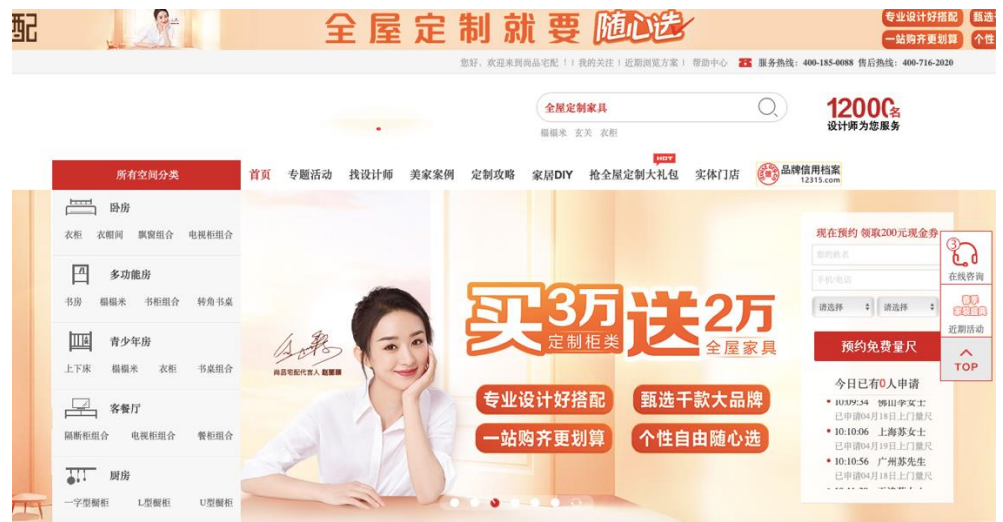 配
全屋定制就要随心选
专业设计好搭配
甄选
一站购齐更划算
个性
您好，欢迎来到尚品宅配 ！| 我的关注 | 近期浏览方案 | 帮助中心 服务热线：400-185-0088 售后热线：400-716-2020
全屋定制家具
榻榻米 玄关 衣柜
12000名
设计师为您服务
所有空间分类
首页 专题活动 找设计师 美家案例 定制攻略 家居DIY 抢全屋定制大礼包 HOT 实体门店 品牌信用档案
12315.com
卧房
衣柜 衣帽间 飘窗组合 电视柜组合
多功能房
书房 榻榻米 书柜组合 转角书桌
青少年房
上下床 榻榻米 衣柜 书桌组合
客餐厅
隔断柜组合 电视柜组合 餐柜组合
厨房
一字型橱柜 L型橱柜 U型橱柜
尚品宅配代言人 赵丽颖
买3万送2万
定制柜类 全屋家具
专业设计好搭配 甄选千款大品牌
一站购齐更划算 个性自由随心选
现在预约 领取200元现金券
您的姓名
手机/电话
请选择 请选择
预约免费量尺
今日已有0人申请
10:09:54 佛山李女士
已申请04月18日上门量尺
10:10:06 上海苏女士
已申请04月19日上门量尺
10:10:56 广州苏先生
已申请04月18日上门量尺
3
在线咨询
春季
家装盛典
近期活动
TOP